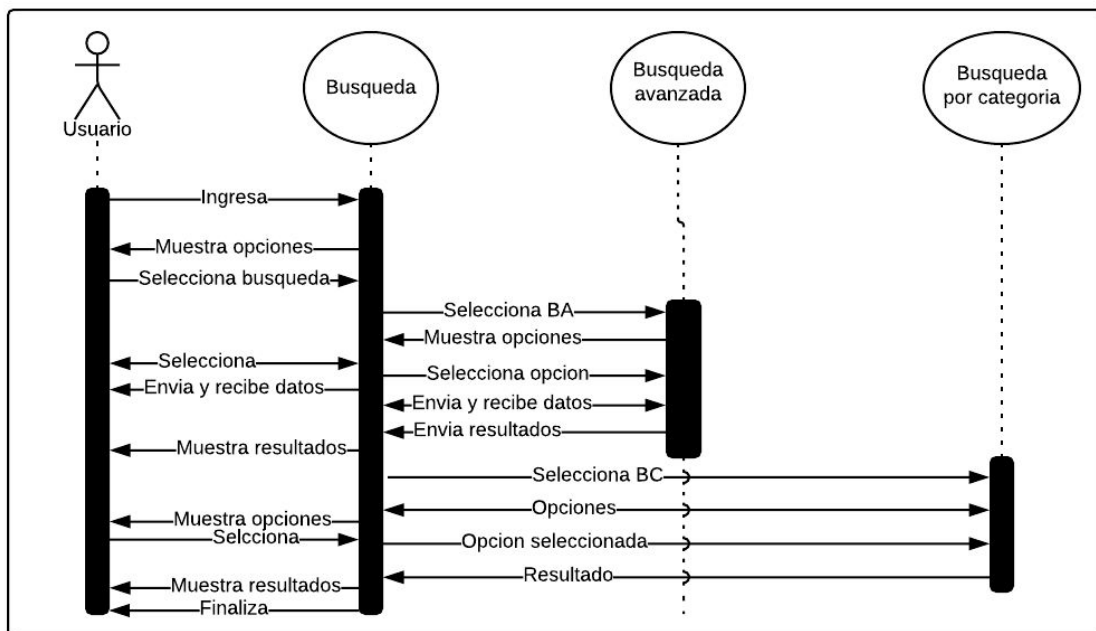 Usuario
Busqueda
Busqueda
avanzada
Busqueda
por categoria
Ingresa
Muestra opciones
Selecciona busqueda
Selecciona BA
Muestra opciones
Selecciona
Selecciona opcion
Envia y recibe datos
Envia y recibe datos
Envia resultados
Muestra resultados
Selecciona BC
Opciones
Muestra opciones
Selcciona
Opcion seleccionada
Resultado
Muestra resultados
Finaliza